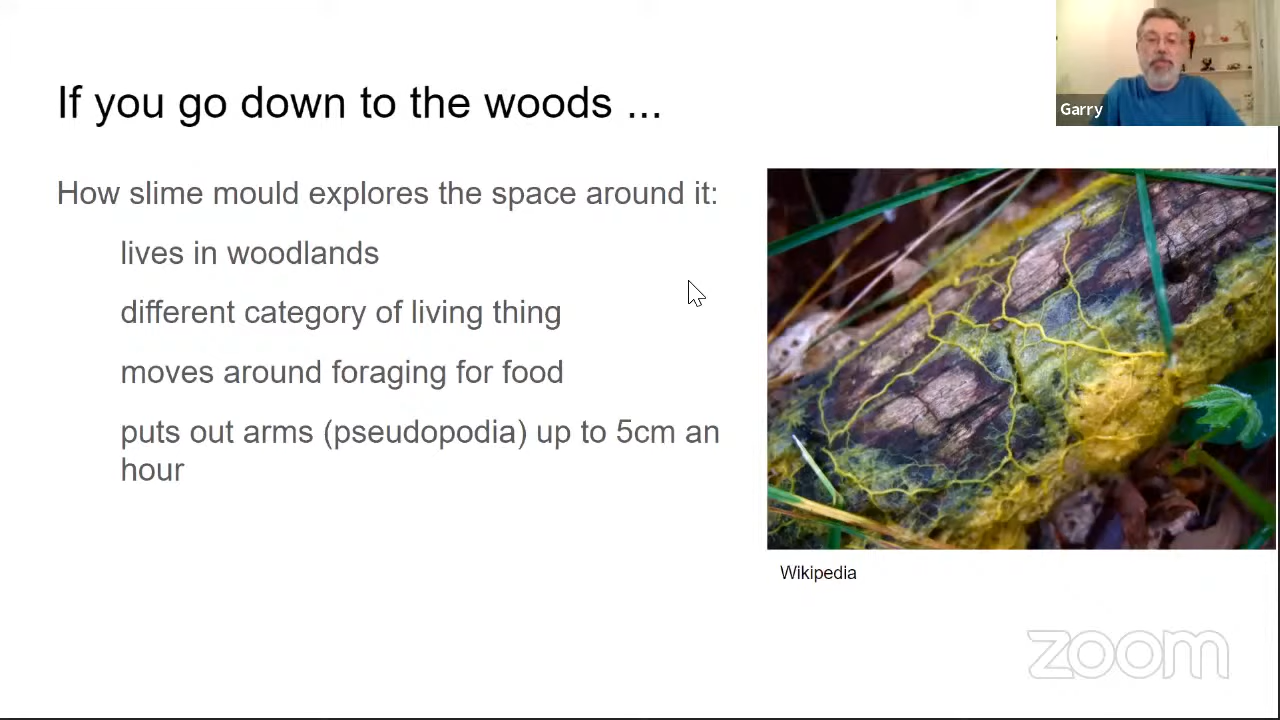 If you go down to the woods ...
Garry
How slime mould explores the space around it:
lives in woodlands
different category of living thing
moves around foraging for food
puts out arms (pseudopodia) up to 5cm an
hour
Wikipedia
zoom